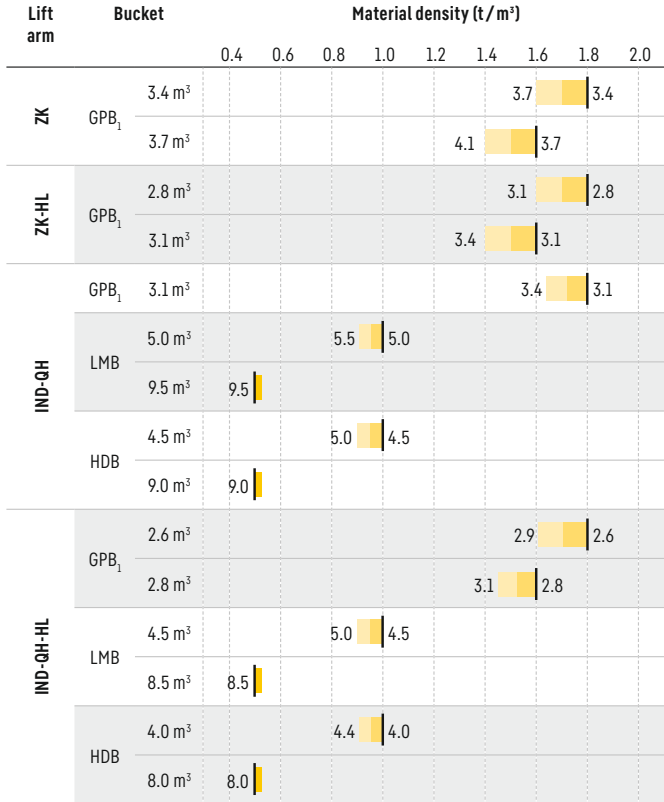 Lift arm Bucket Material density (t/m³)
0.4 0.6 0.8 1.0 1.2 1.4 1.6 1.8 2.0
ZK GPB₁ 3.4 m³ 3.7 3.4
3.7 m³ 4.1 3.7
ZK-HL GPB₁ 2.8 m³ 3.1 2.8
3.1 m³ 3.4 3.1
IND-QH GPB₁ 3.1 m³ 3.4 3.1
LMB 5.0 m³ 5.5 5.0
9.5 m³ 9.5
HDB 4.5 m³ 5.0 4.5
9.0 m³ 9.0
IND-QH-HL GPB₁ 2.6 m³ 2.9 2.6
2.8 m³ 3.1 2.8
LMB 4.5 m³ 5.0 4.5
8.5 m³ 8.5
HDB 4.0 m³ 4.4 4.0
8.0 m³ 8.0